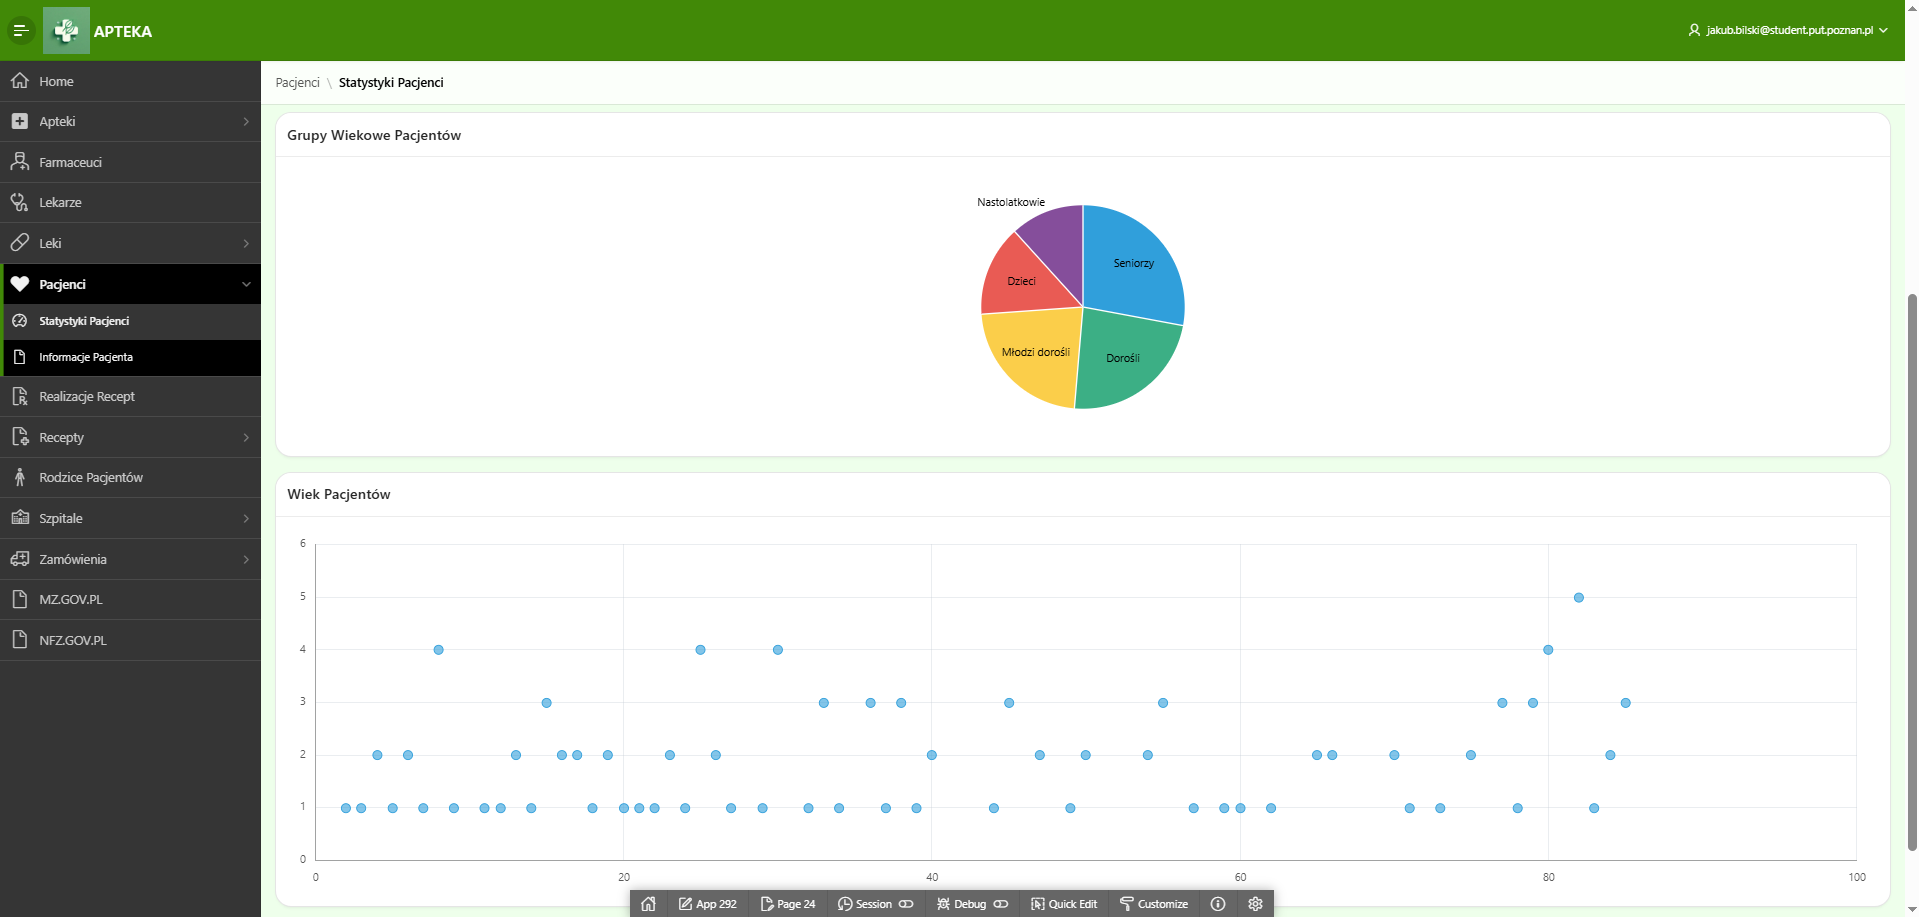 APTEKA
jakub.bilski@student.put.poznan.pl
Home
Apteki
Farmaceuci
Lekarze
Leki
Pacjenci
Statystyki Pacjenci
Informacje Pacjenta
Realizacje Recept
Recepty
Rodzice Pacjentów
Szpitale
Zamówienia
MZ.GOV.PL
NFZ.GOV.PL
Pacjenci \ Statystyki Pacjenci
Grupy Wiekowe Pacjentów
Nastolatkowie
Seniorzy
Dzieci
Młodzi dorośli
Dorośli
Wiek Pacjentów
6
5
4
3
2
1
0
0 20 40 60 80 100
App 292 Page 24 Session Debug Quick Edit Customize